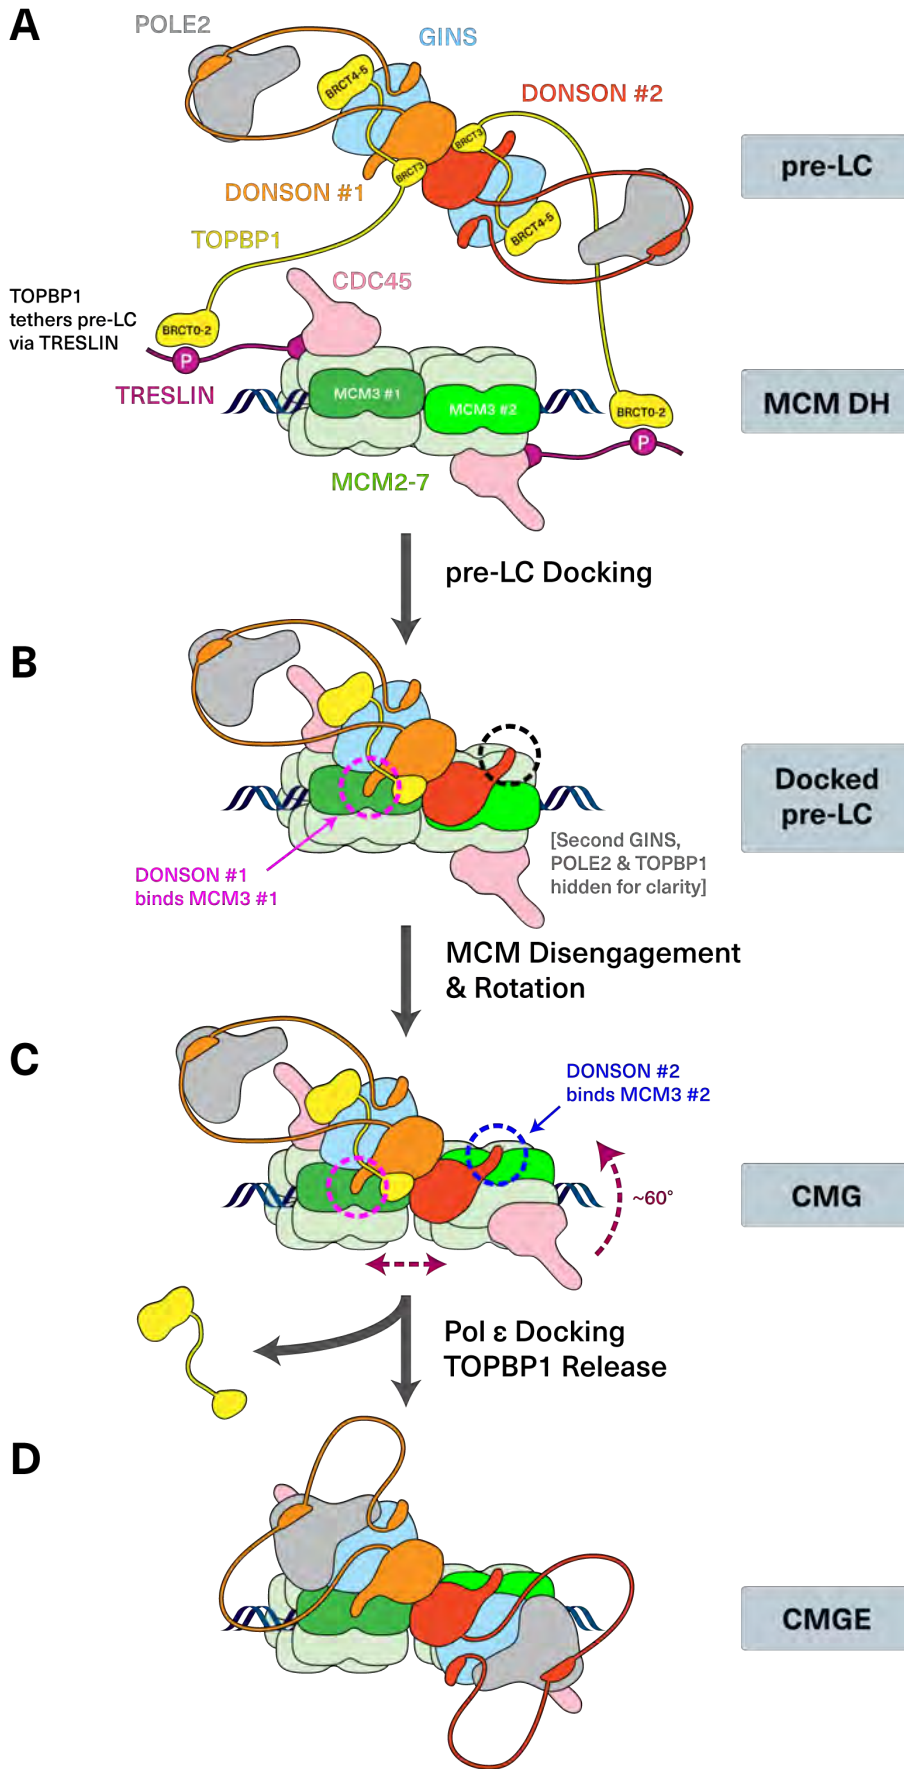 A
POLE2
GINS
BRCT4-5
DONSON #2
BRCT3
pre-LC
BRCT3
DONSON #1
BRCT4-5
TOPBP1
CDC45
TOPBP1
tethers pre-LC
via TRESLIN
BRCT0-2
P
TRESLIN
MCM3 #1
MCM3 #2
BRCT0-2
MCM DH
P
MCM2-7
pre-LC Docking
B
Docked
pre-LC
[Second GINS,
POLE2 & TOPBP1
hidden for clarity]
DONSON #1
binds MCM3 #1
MCM Disengagement
& Rotation
C
DONSON #2
binds MCM3 #2
~60°
CMG
Pol ε Docking
TOPBP1 Release
D
CMGE